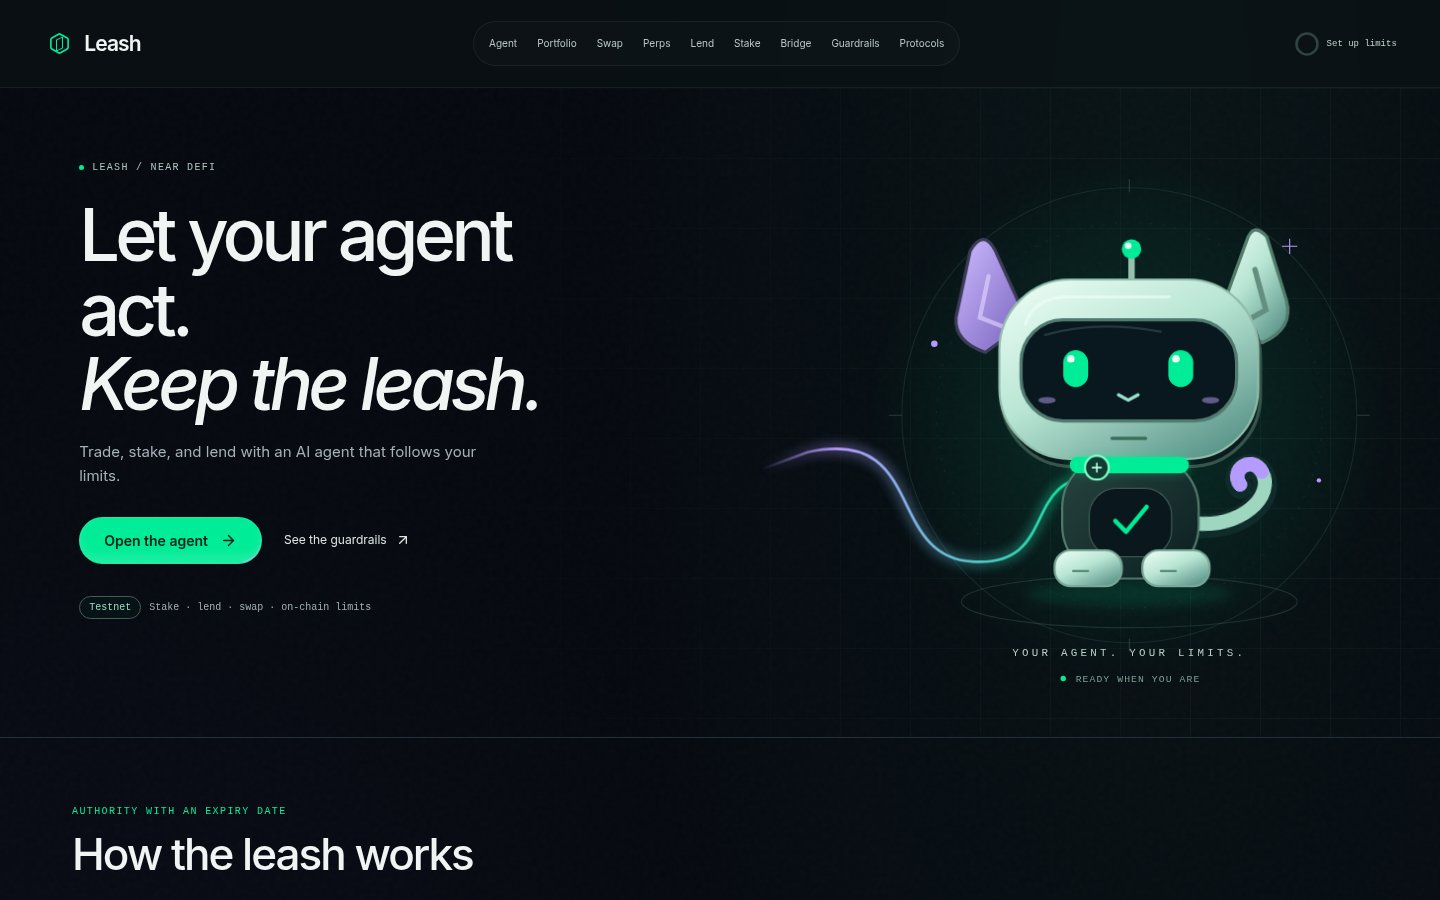 Leash
Agent Portfolio Swap Perps Lend Stake Bridge Guardrails Protocols
Set up limits
LEASH / NEAR DEFI
Let your agent
act.
Keep the leash.
Trade, stake, and lend with an AI agent that follows your
limits.
Open the agent
See the guardrails
Testnet
Stake · lend · swap · on-chain limits
YOUR AGENT. YOUR LIMITS.
READY WHEN YOU ARE
AUTHORITY WITH AN EXPIRY DATE
How the leash works